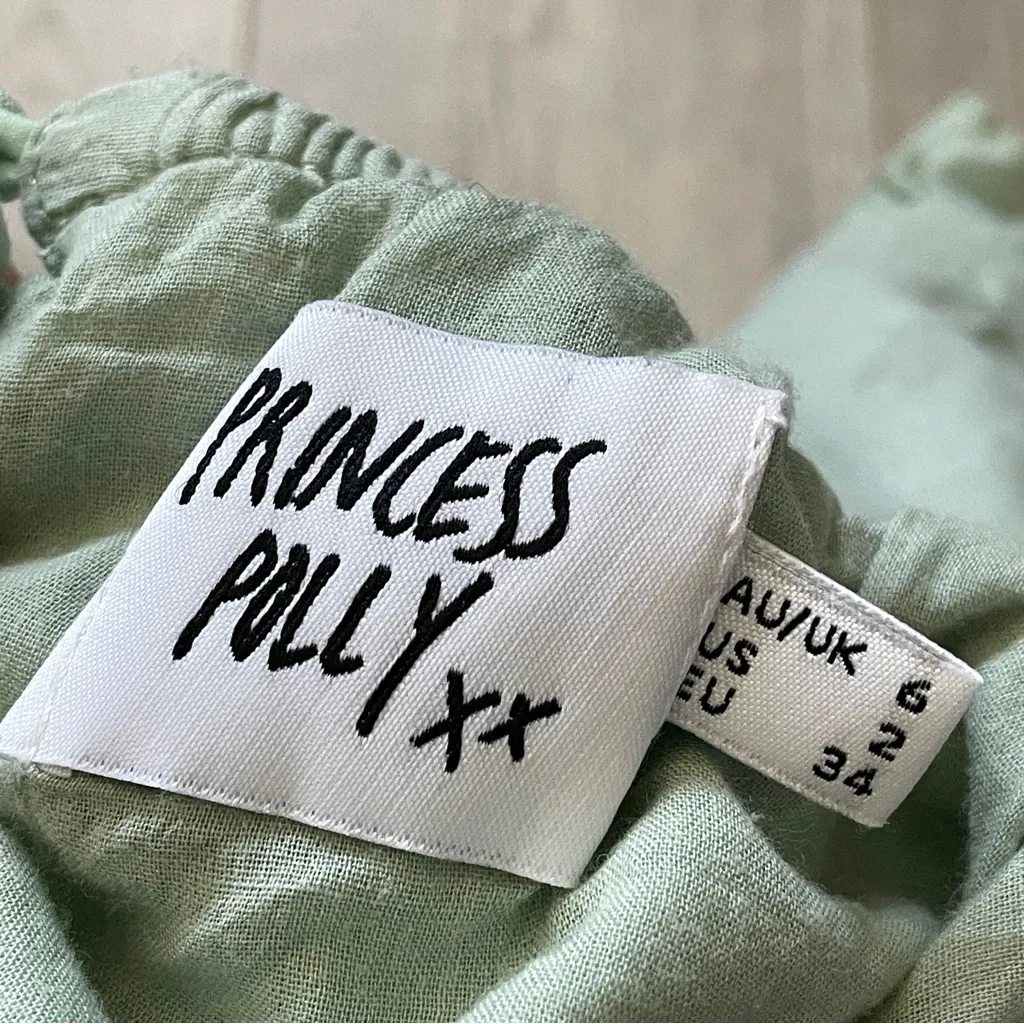 PRINCESS
POLLY
xx
AU/UK 6
US 2
EU 34